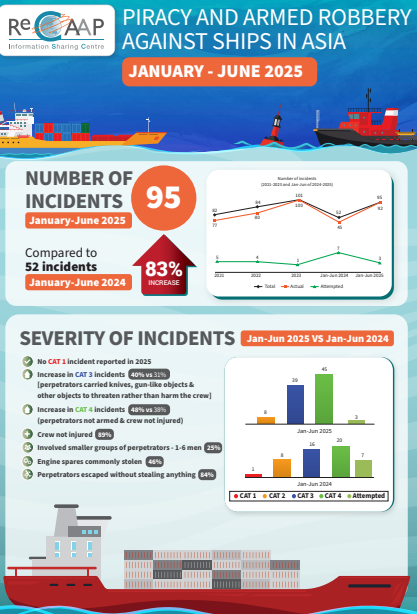 ReCAAP
Information Sharing Centre
PIRACY AND ARMED ROBBERY
AGAINST SHIPS IN ASIA
JANUARY - JUNE 2025
NUMBER OF
INCIDENTS
95
January-June 2025
Compared to
52 incidents
January-June 2024
83%
INCREASE
Number of Incidents
(2021-2023 and Jan-Jun of 2024-2025)
82 84 101 52 95
77 80 100 45 92
5 4 1 7 3
2021 2022 2023 Jan-Jun 2024 Jan-Jun 2025
Total Actual Attempted
SEVERITY OF INCIDENTS
Jan-Jun 2025 VS Jan-Jun 2024
No CAT 1 incident reported in 2025
Increase in CAT 3 incidents 40% vs 31%
[perpetrators carried knives, gun-like objects &
other objects to threaten rather than harm the crew]
Increase in CAT 4 incidents 48% vs 38%
(perpetrators not armed & crew not injured)
Crew not injured 89%
Involved smaller groups of perpetrators - 1-6 men 25%
Engine spares commonly stolen 46%
Perpetrators escaped without stealing anything 84%
8 39 45 3
Jan-Jun 2025
1 8 16 20 7
Jan-Jun 2024
CAT 1 CAT 2 CAT 3 CAT 4 Attempted